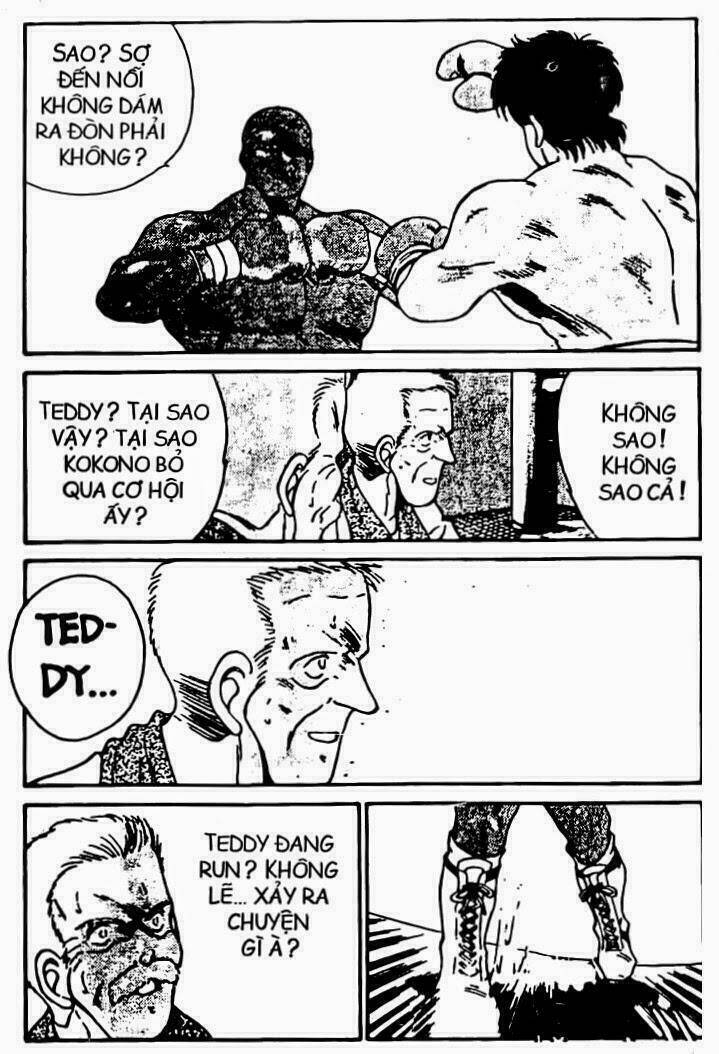 SAO? SỢ
ĐẾN NỖI
KHÔNG DÁM
RA ĐÒN PHẢI
KHÔNG?
TEDDY? TẠI SAO
VẬY? TẠI SAO
KOKONO BỎ
QUA CƠ HỘI
ẤY?
KHÔNG
SAO!
KHÔNG
SAO CẢ!
TED-
DY...
TEDDY ĐANG
RUN? KHÔNG
LẼ... XẢY RA
CHUYỆN
GÌ À?